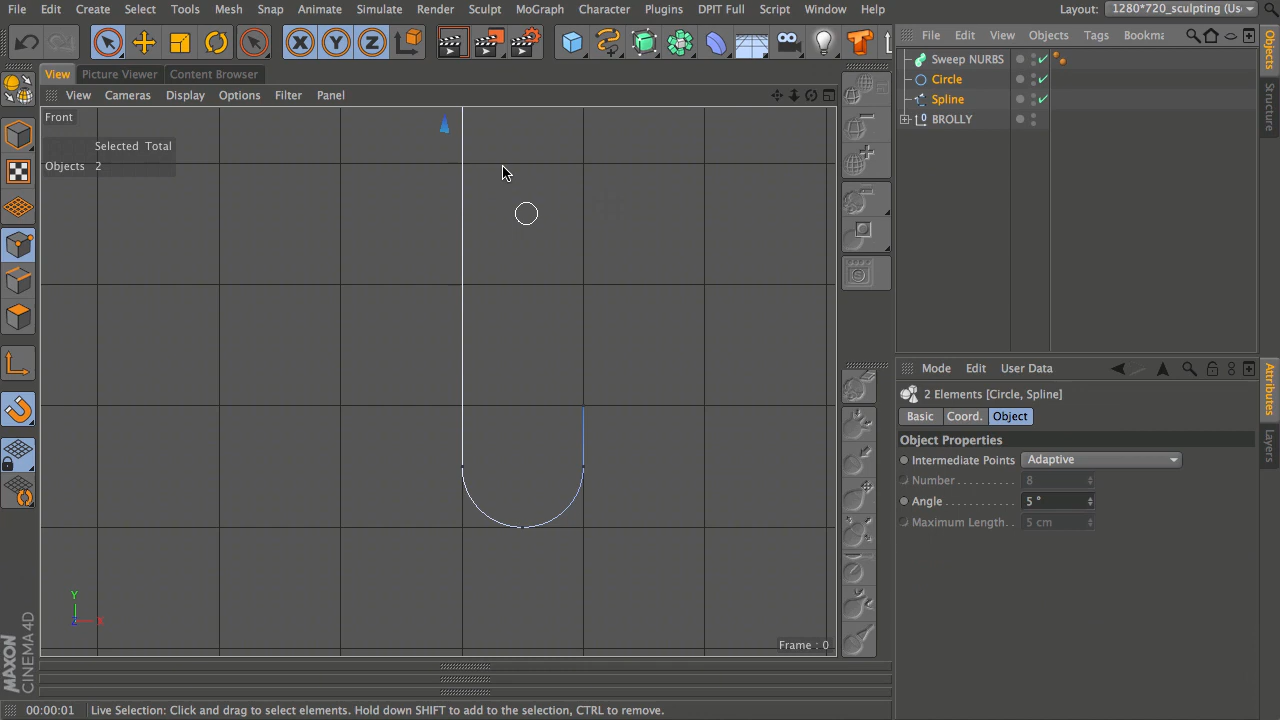 File Edit Create Select Tools Mesh Snap Animate Simulate Render Sculpt MoGraph Character Plugins DPIT Full Script Window Help Layout: 1280*720_sculpting (Us
X Y Z
View Picture Viewer Content Browser
View Cameras Display Options Filter Panel
Front
Selected Total
Objects 2
Y
Z X
Frame : 0
MAXON
CINEMA 4D
00:00:01 Live Selection: Click and drag to select elements. Hold down SHIFT to add to the selection, CTRL to remove.
File Edit View Objects Tags Bookma
Sweep NURBS
Circle
Spline
BROLLY
Objects
Structure
Mode Edit User Data
2 Elements [Circle, Spline]
Basic Coord. Object
Object Properties
Intermediate Points Adaptive
Number 8
Angle 5 °
Maximum Length 5 cm
Attributes
Layers